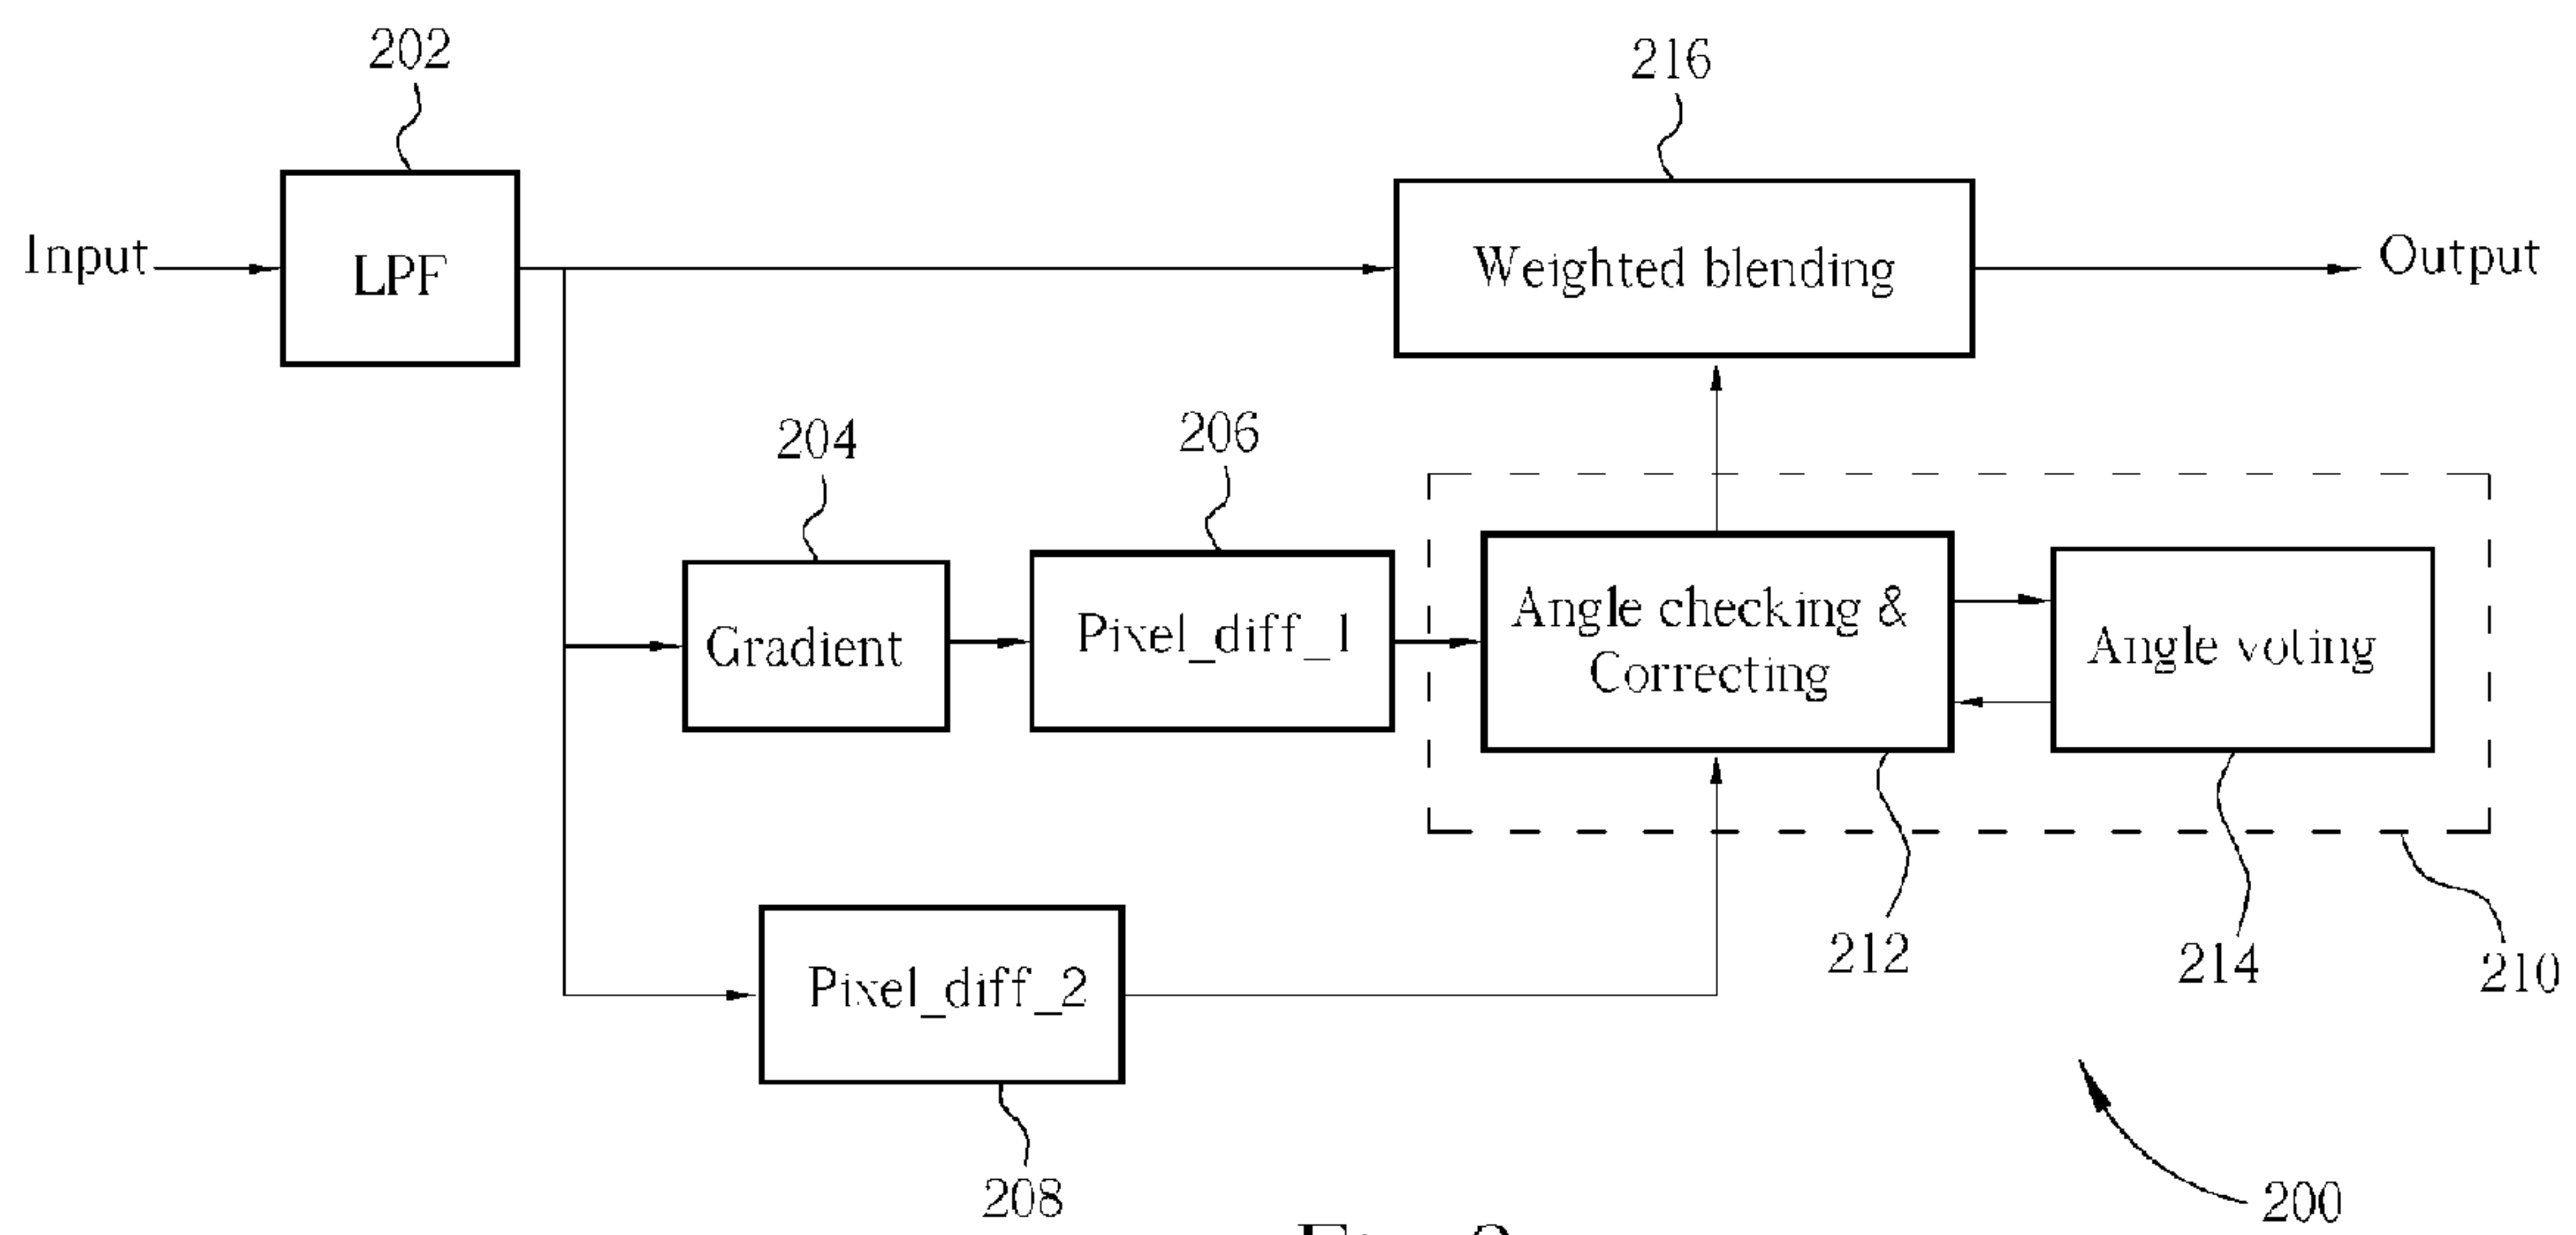 202
216
Input
LPF
Weighted blending
Output
204
206
Gradient
Pixel_diff_1
Angle checking &
Correcting
Angle voting
Pixel_diff_2
212
214
210
208
200